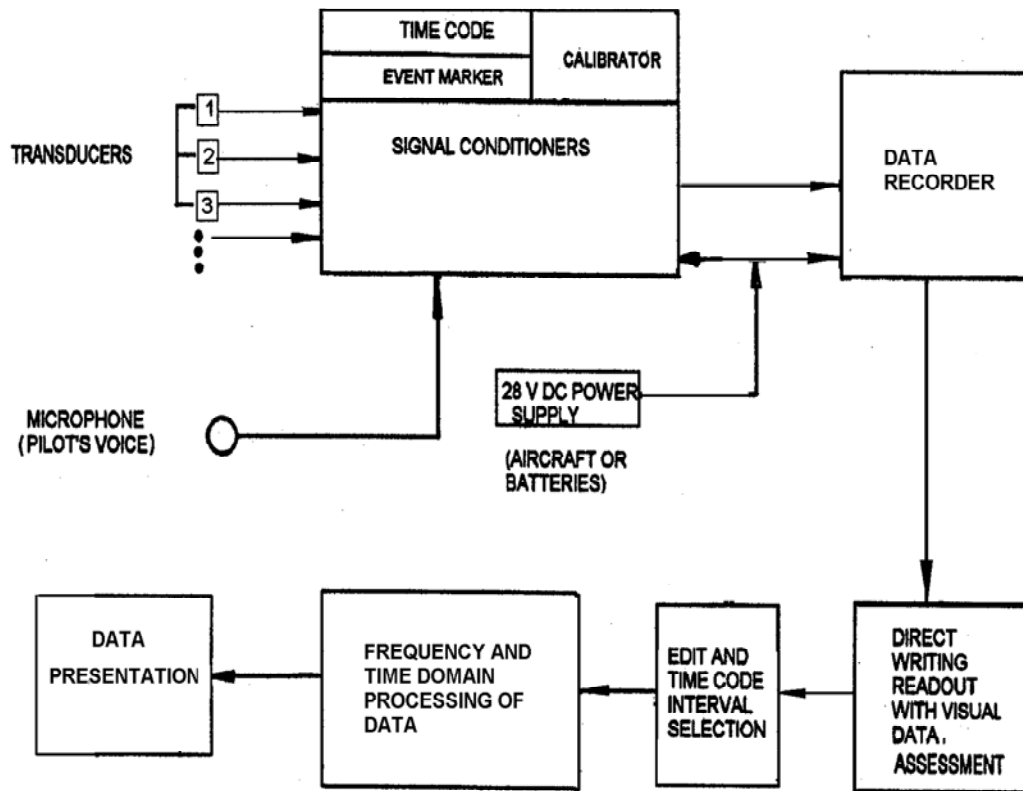 TIME CODE
EVENT MARKER
CALIBRATOR
TRANSDUCERS
1
2
3
SIGNAL CONDITIONERS
DATA
RECORDER
MICROPHONE
(PILOT'S VOICE)
28 V DC POWER
SUPPLY
(AIRCRAFT OR
BATTERIES)
DATA
PRESENTATION
FREQUENCY AND
TIME DOMAIN
PROCESSING OF
DATA
EDIT AND
TIME CODE
INTERVAL
SELECTION
DIRECT
WRITING
READOUT
WITH VISUAL
DATA.
ASSESSMENT